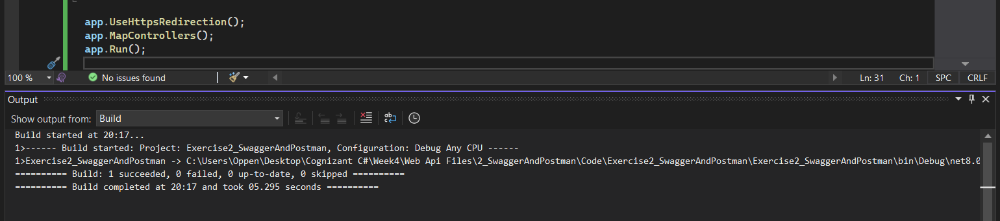 app.UseHttpsRedirection();
app.MapControllers();
app.Run();
100 % No issues found Ln: 31 Ch: 1 SPC CRLF
Output
Show output from: Build
Build started at 20:17...
1>------ Build started: Project: Exercise2_SwaggerAndPostman, Configuration: Debug Any CPU ------
1>Exercise2_SwaggerAndPostman -> C:\Users\Oppen\Desktop\Cognizant C#\Week4\Web Api Files\2_SwaggerAndPostman\Code\Exercise2_SwaggerAndPostman\Exercise2_SwaggerAndPostman\bin\Debug\net8.0
========== Build: 1 succeeded, 0 failed, 0 up-to-date, 0 skipped ==========
========== Build completed at 20:17 and took 05.295 seconds ==========